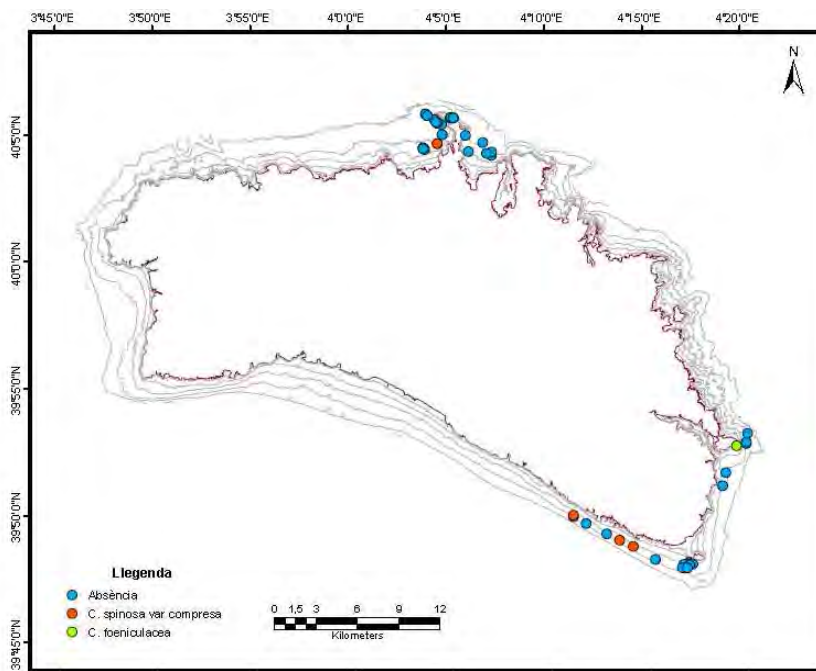 3°45'0"E 3°50'0"E 3°55'0"E 4°0'0"E 4°5'0"E 4°10'0"E 4°15'0"E 4°20'0"E
N
40°5'0"N
40°0'0"N
39°55'0"N
39°50'0"N
39°45'0"N
Llegenda
Absència
C. spinosa var compresa
C. foeniculacea
0 1,5 3 6 9 12
Kilometers